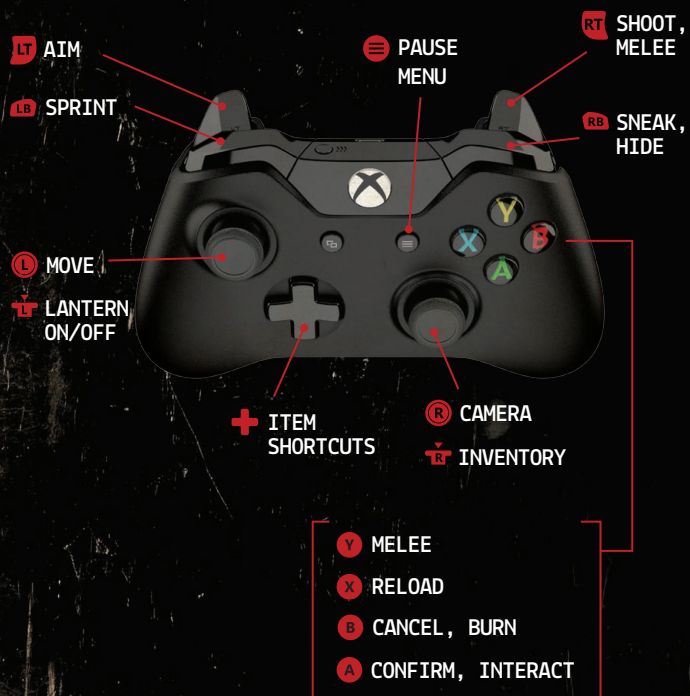 LT AIM
LB SPRINT
PAUSE
MENU
RT SHOOT,
MELEE
RB SNEAK,
HIDE
Y
X
B
A
L MOVE
L LANTERN
ON/OFF
ITEM
SHORTCUTS
R CAMERA
R INVENTORY
Y MELEE
X RELOAD
B CANCEL, BURN
A CONFIRM, INTERACT